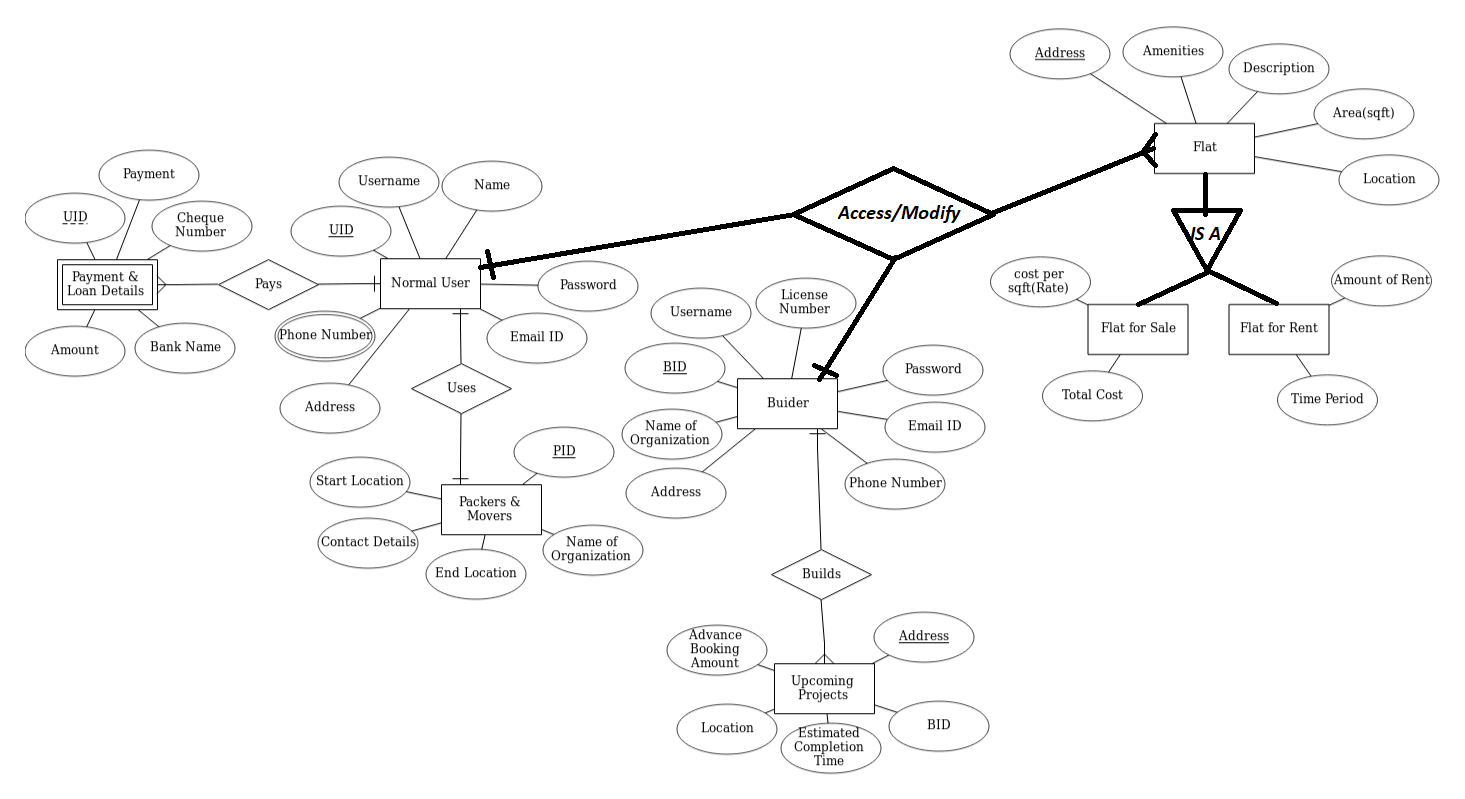 Address
Amenities
Description
Area(sqft)
Location
Flat
IS A
cost per
sqft(Rate)
Amount of Rent
Flat for Sale
Flat for Rent
Total Cost
Time Period
Access/Modify
Payment
UID
Cheque
Number
Payment &
Loan Details
Amount
Bank Name
Pays
Username
Name
UID
Normal User
Password
Phone Number
Email ID
Address
Uses
PID
Start Location
Packers &
Movers
Contact Details
End Location
Name of
Organization
Username
License
Number
BID
Buider
Password
Name of
Organization
Email ID
Address
Phone Number
Builds
Advance
Booking
Amount
Address
Upcoming
Projects
Location
Estimated
Completion
Time
BID